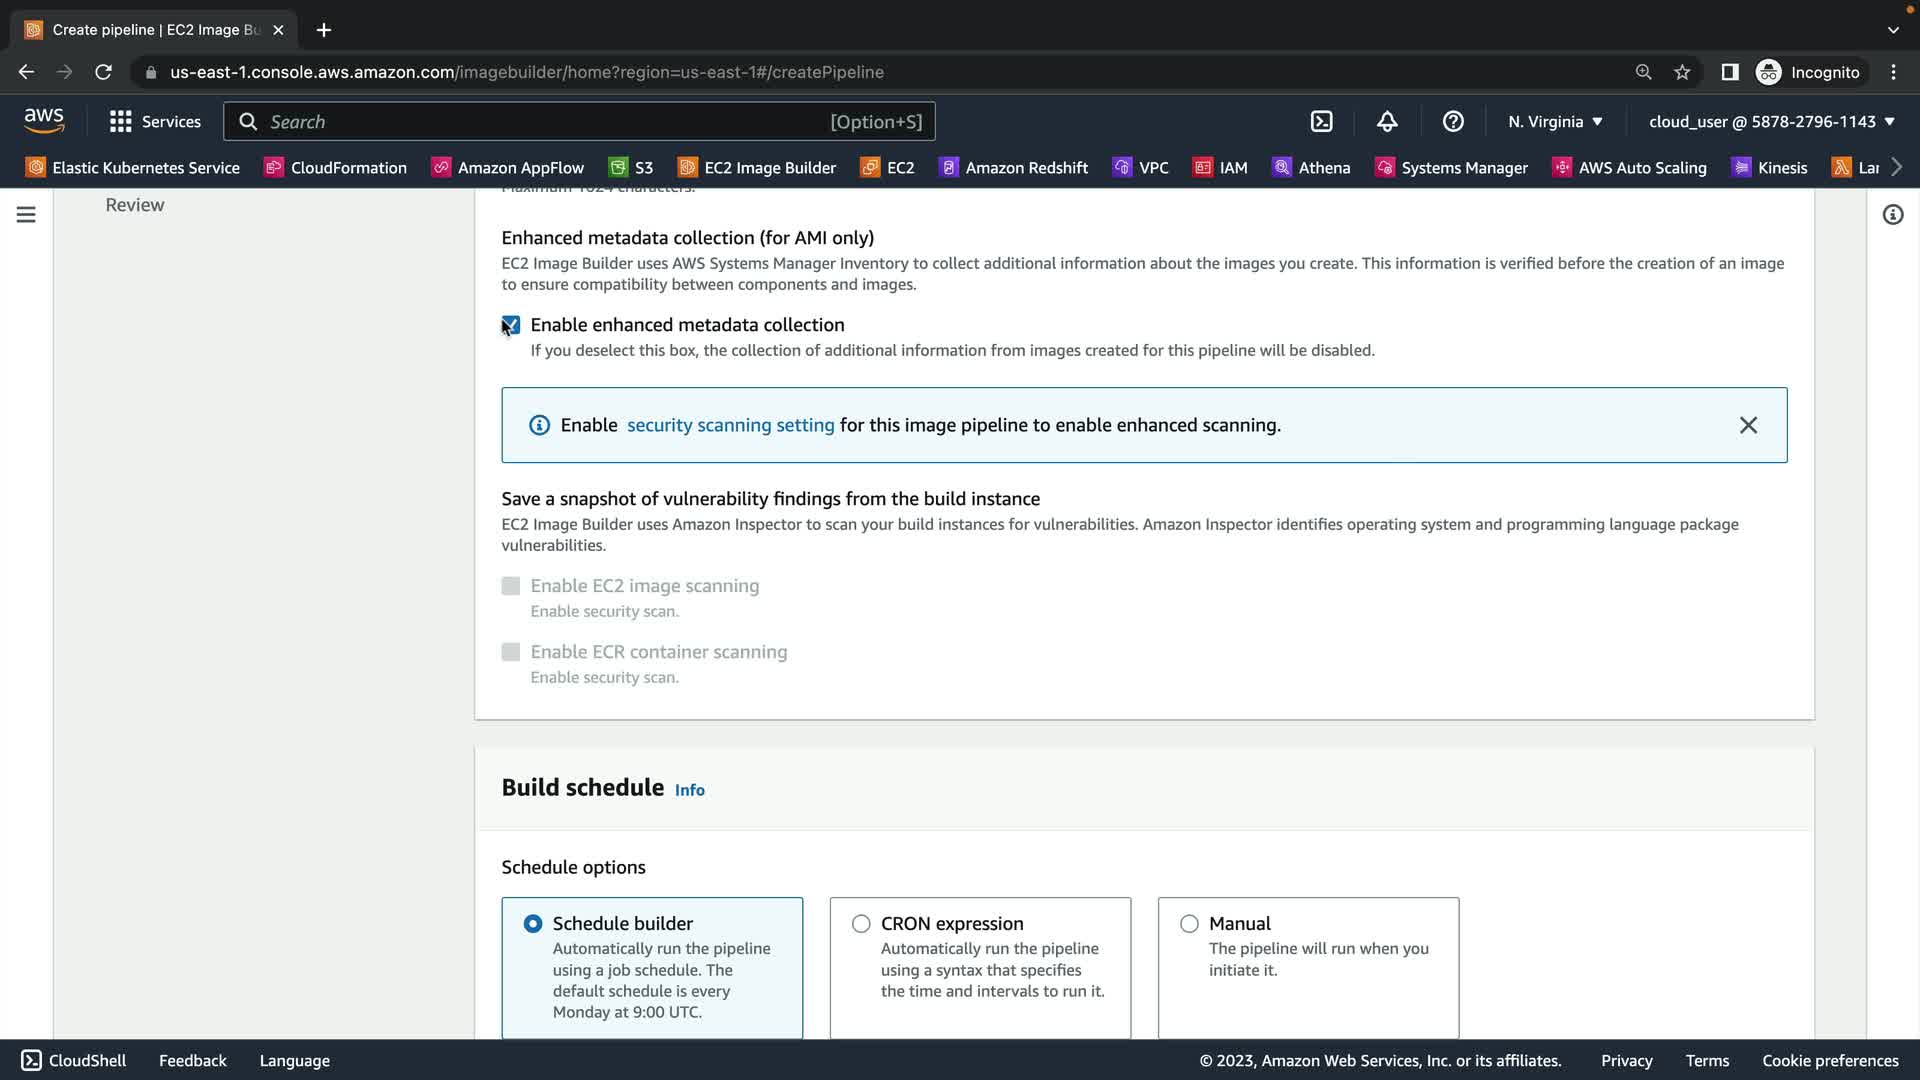 Create pipeline | EC2 Image Bu
us-east-1.console.aws.amazon.com/imagebuilder/home?region=us-east-1#/createPipeline
Incognito
aws
Services
Search
[Option+S]
N. Virginia
cloud_user @ 5878-2796-1143
Elastic Kubernetes Service
CloudFormation
Amazon AppFlow
S3
EC2 Image Builder
EC2
Amazon Redshift
VPC
IAM
Athena
Systems Manager
AWS Auto Scaling
Kinesis
Lar
Maximum 1024 characters.
Review
Enhanced metadata collection (for AMI only)
EC2 Image Builder uses AWS Systems Manager Inventory to collect additional information about the images you create. This information is verified before the creation of an image
to ensure compatibility between components and images.
Enable enhanced metadata collection
If you deselect this box, the collection of additional information from images created for this pipeline will be disabled.
Enable security scanning setting for this image pipeline to enable enhanced scanning.
Save a snapshot of vulnerability findings from the build instance
EC2 Image Builder uses Amazon Inspector to scan your build instances for vulnerabilities. Amazon Inspector identifies operating system and programming language package
vulnerabilities.
Enable EC2 image scanning
Enable security scan.
Enable ECR container scanning
Enable security scan.
Build schedule Info
Schedule options
Schedule builder
Automatically run the pipeline
using a job schedule. The
default schedule is every
Monday at 9:00 UTC.
CRON expression
Automatically run the pipeline
using a syntax that specifies
the time and intervals to run it.
Manual
The pipeline will run when you
initiate it.
CloudShell
Feedback
Language
© 2023, Amazon Web Services, Inc. or its affiliates.
Privacy
Terms
Cookie preferences